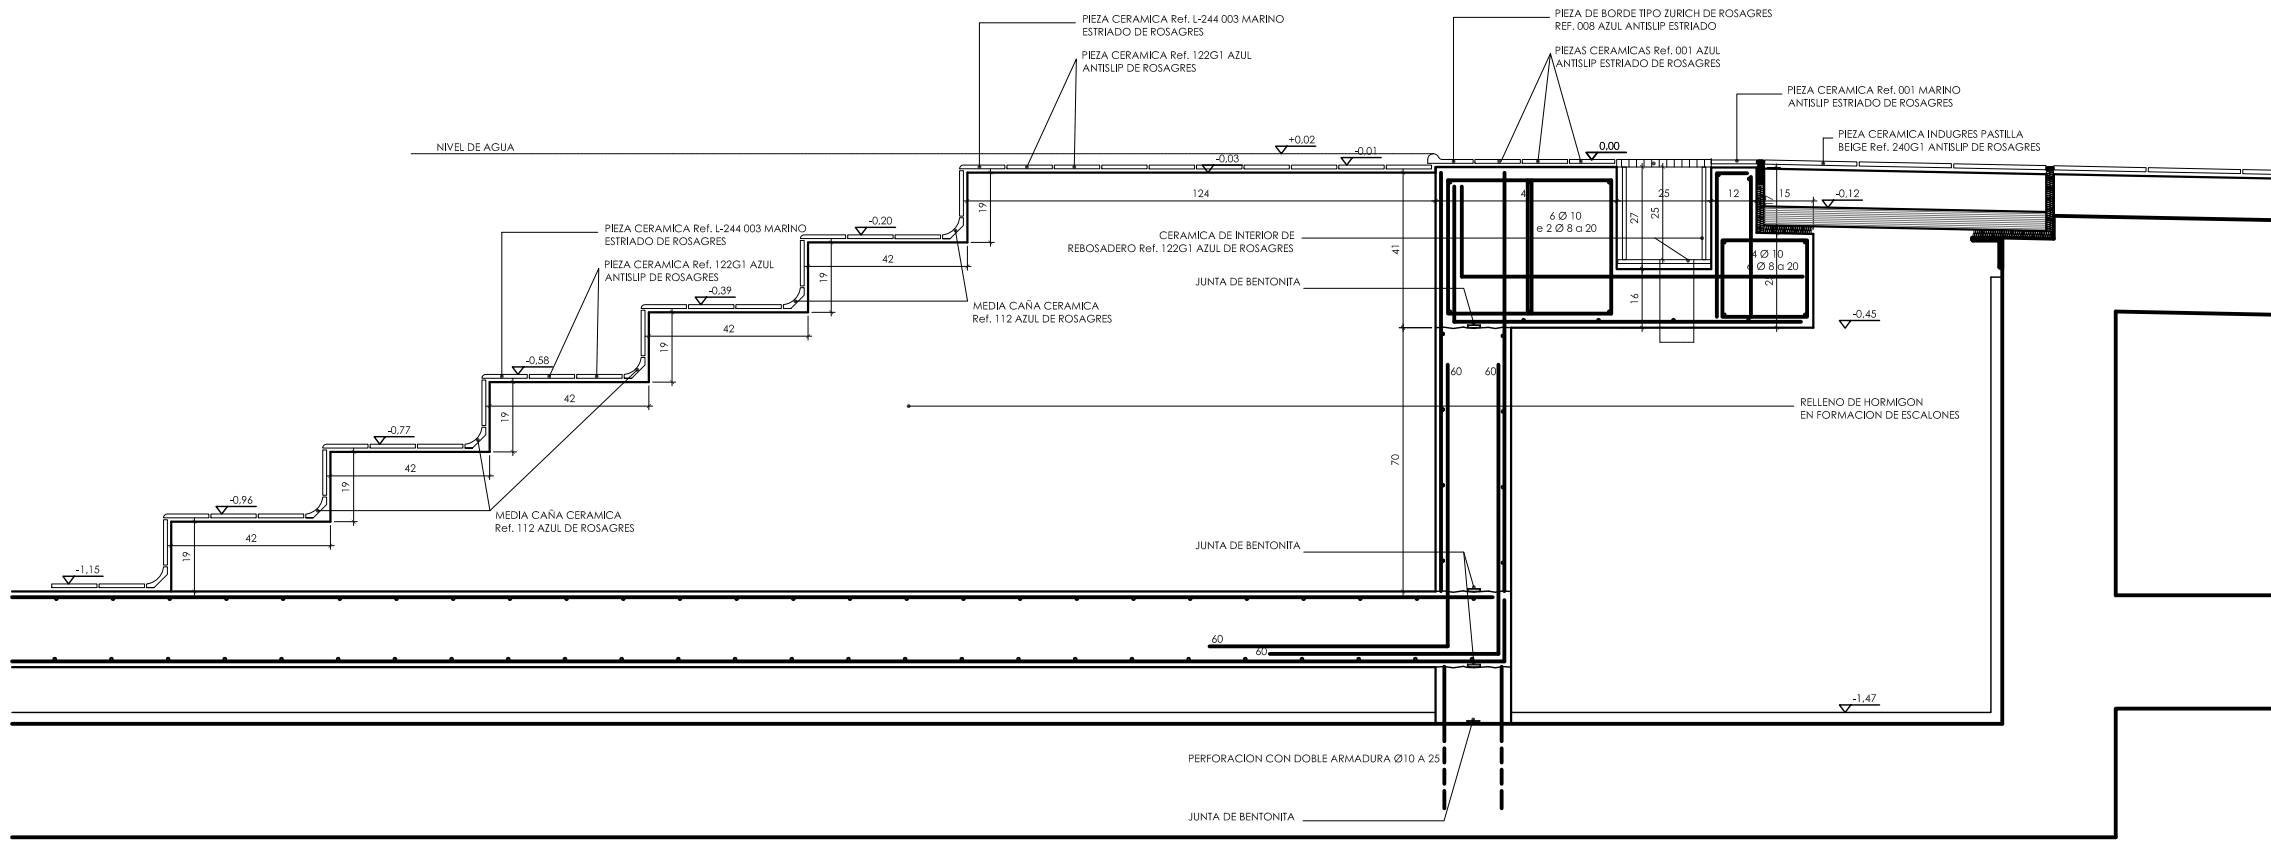 PIEZA CERAMICA Ref. L-244 003 MARINO
ESTRIADO DE ROSAGRES
PIEZA CERAMICA Ref. 122G1 AZUL
ANTISLIP DE ROSAGRES
PIEZA DE BORDE TIPO ZURICH DE ROSAGRES
REF. 008 AZUL ANTISLIP ESTRIADO
PIEZAS CERAMICAS Ref. 001 AZUL
ANTISLIP ESTRIADO DE ROSAGRES
PIEZA CERAMICA Ref. 001 MARINO
ANTISLIP ESTRIADO DE ROSAGRES
PIEZA CERAMICA INDUGRES PASTILLA
BEIGE Ref. 240G1 ANTISLIP DE ROSAGRES
NIVEL DE AGUA
+0,02
-0,01
-0,03
0.00
124
4
25
12
15
-0,12
19
-0,20
27
25
6 Ø 10
e 2 Ø 8 a 20
PIEZA CERAMICA Ref. L-244 003 MARINO
ESTRIADO DE ROSAGRES
PIEZA CERAMICA Ref. 122G1 AZUL
ANTISLIP DE ROSAGRES
CERAMICA DE INTERIOR DE
REBOSADERO Ref. 122G1 AZUL DE ROSAGRES
41
4 Ø 10
Ø 8 a 20
42
19
JUNTA DE BENTONITA
16
-0,39
MEDIA CAÑA CERAMICA
Ref. 112 AZUL DE ROSAGRES
-0,45
42
19
-0,58
60
60
42
19
RELLENO DE HORMIGON
EN FORMACION DE ESCALONES
-0,77
70
42
19
-0,96
MEDIA CAÑA CERAMICA
Ref. 112 AZUL DE ROSAGRES
42
19
JUNTA DE BENTONITA
-1,15
60
60
-1,47
PERFORACION CON DOBLE ARMADURA Ø10 A 25
JUNTA DE BENTONITA